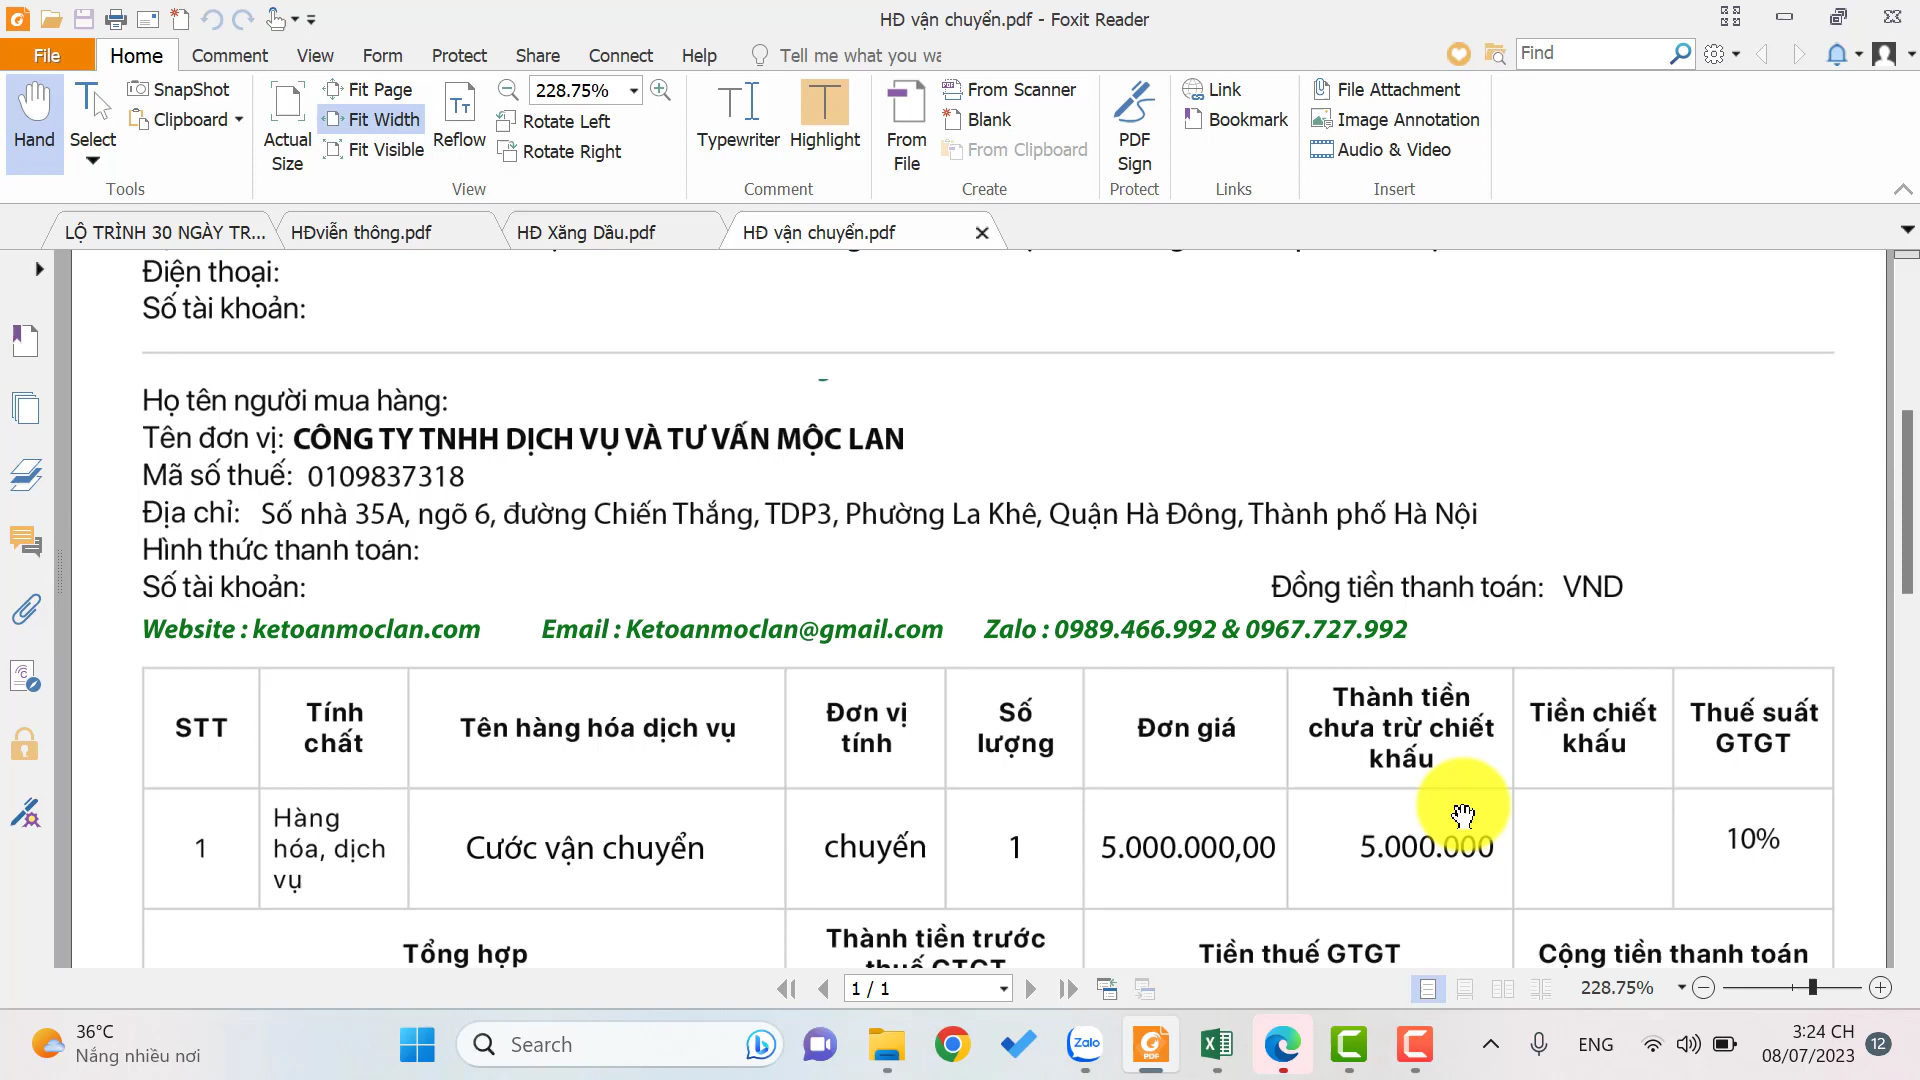 HĐ vận chuyển.pdf - Foxit Reader
File Home Comment View Form Protect Share Connect Help Tell me what you wa Find
Hand
Select
SnapShot
Clipboard
Tools
Actual Size
Fit Page
Fit Width
Fit Visible
Reflow
228.75%
Rotate Left
Rotate Right
View
Typewriter
Highlight
Comment
From File
From Scanner
Blank
From Clipboard
Create
PDF Sign
Protect
Link
Bookmark
Links
File Attachment
Image Annotation
Audio & Video
Insert
LỘ TRÌNH 30 NGÀY TR... HĐviễn thông.pdf HĐ Xăng Dầu.pdf HĐ vận chuyển.pdf
Điện thoại:
Số tài khoản:
Họ tên người mua hàng:
Tên đơn vị: CÔNG TY TNHH DỊCH VỤ VÀ TƯ VẤN MỘC LAN
Mã số thuế: 0109837318
Địa chỉ: Số nhà 35A, ngõ 6, đường Chiến Thắng, TDP3, Phường La Khê, Quận Hà Đông, Thành phố Hà Nội
Hình thức thanh toán:
Số tài khoản: Đồng tiền thanh toán: VND
Website : ketoanmoclan.com Email : Ketoanmoclan@gmail.com Zalo : 0989.466.992 & 0967.727.992
STT
Tính chất
Tên hàng hóa dịch vụ
Đơn vị tính
Số lượng
Đơn giá
Thành tiền chưa trừ chiết khấu
Tiền chiết khấu
Thuế suất GTGT
1
Hàng hóa, dịch vụ
Cước vận chuyển
chuyến
1
5.000.000,00
5.000.000
10%
Tổng hợp
Thành tiền trước thuế GTGT
Tiền thuế GTGT
Cộng tiền thanh toán
1 / 1
228.75%
36°C
Nắng nhiều nơi
Search
Zalo
PDF
ENG
3:24 CH
08/07/2023
12